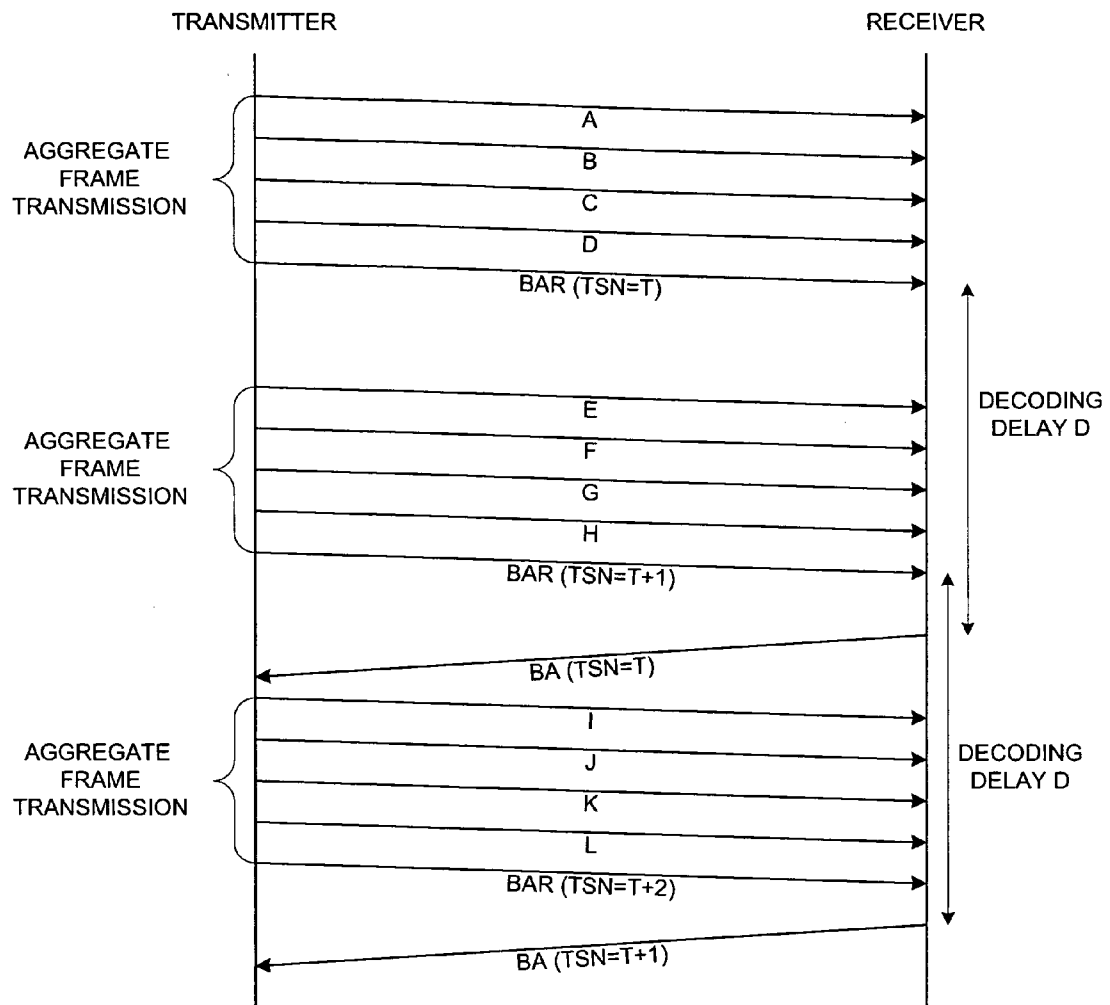 TRANSMITTER
RECEIVER
A
AGGREGATE
FRAME
TRANSMISSION
B
C
D
BAR (TSN=T)
E
DECODING
DELAY D
AGGREGATE
FRAME
TRANSMISSION
F
G
H
BAR (TSN=T+1)
BA (TSN=T)
I
AGGREGATE
FRAME
TRANSMISSION
J
DECODING
DELAY D
K
L
BAR (TSN=T+2)
BA (TSN=T+1)